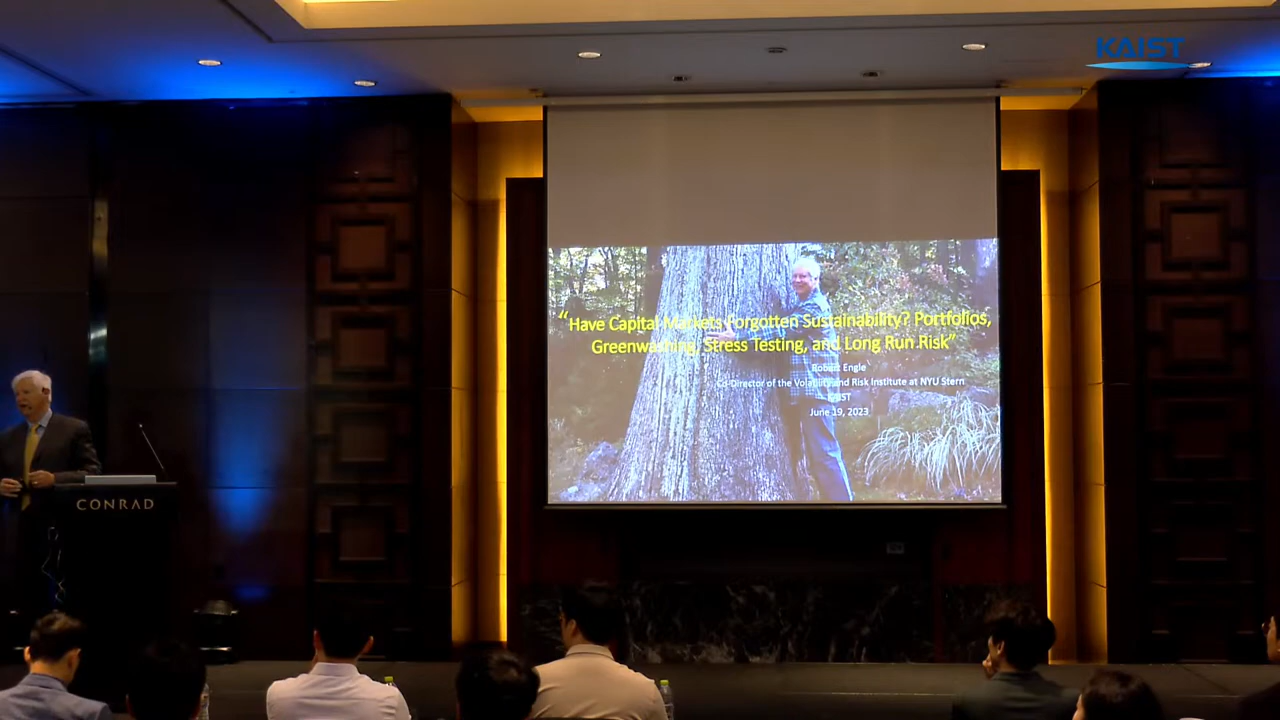 KAIST
"Have Capital Markets Forgotten Sustainability? Portfolios,
Greenwashing, Stress Testing, and Long Run Risk"
Robert Engle
Co-Director of the Volatility and Risk Institute at NYU Stern
KAIST
June 19, 2023
CONRAD